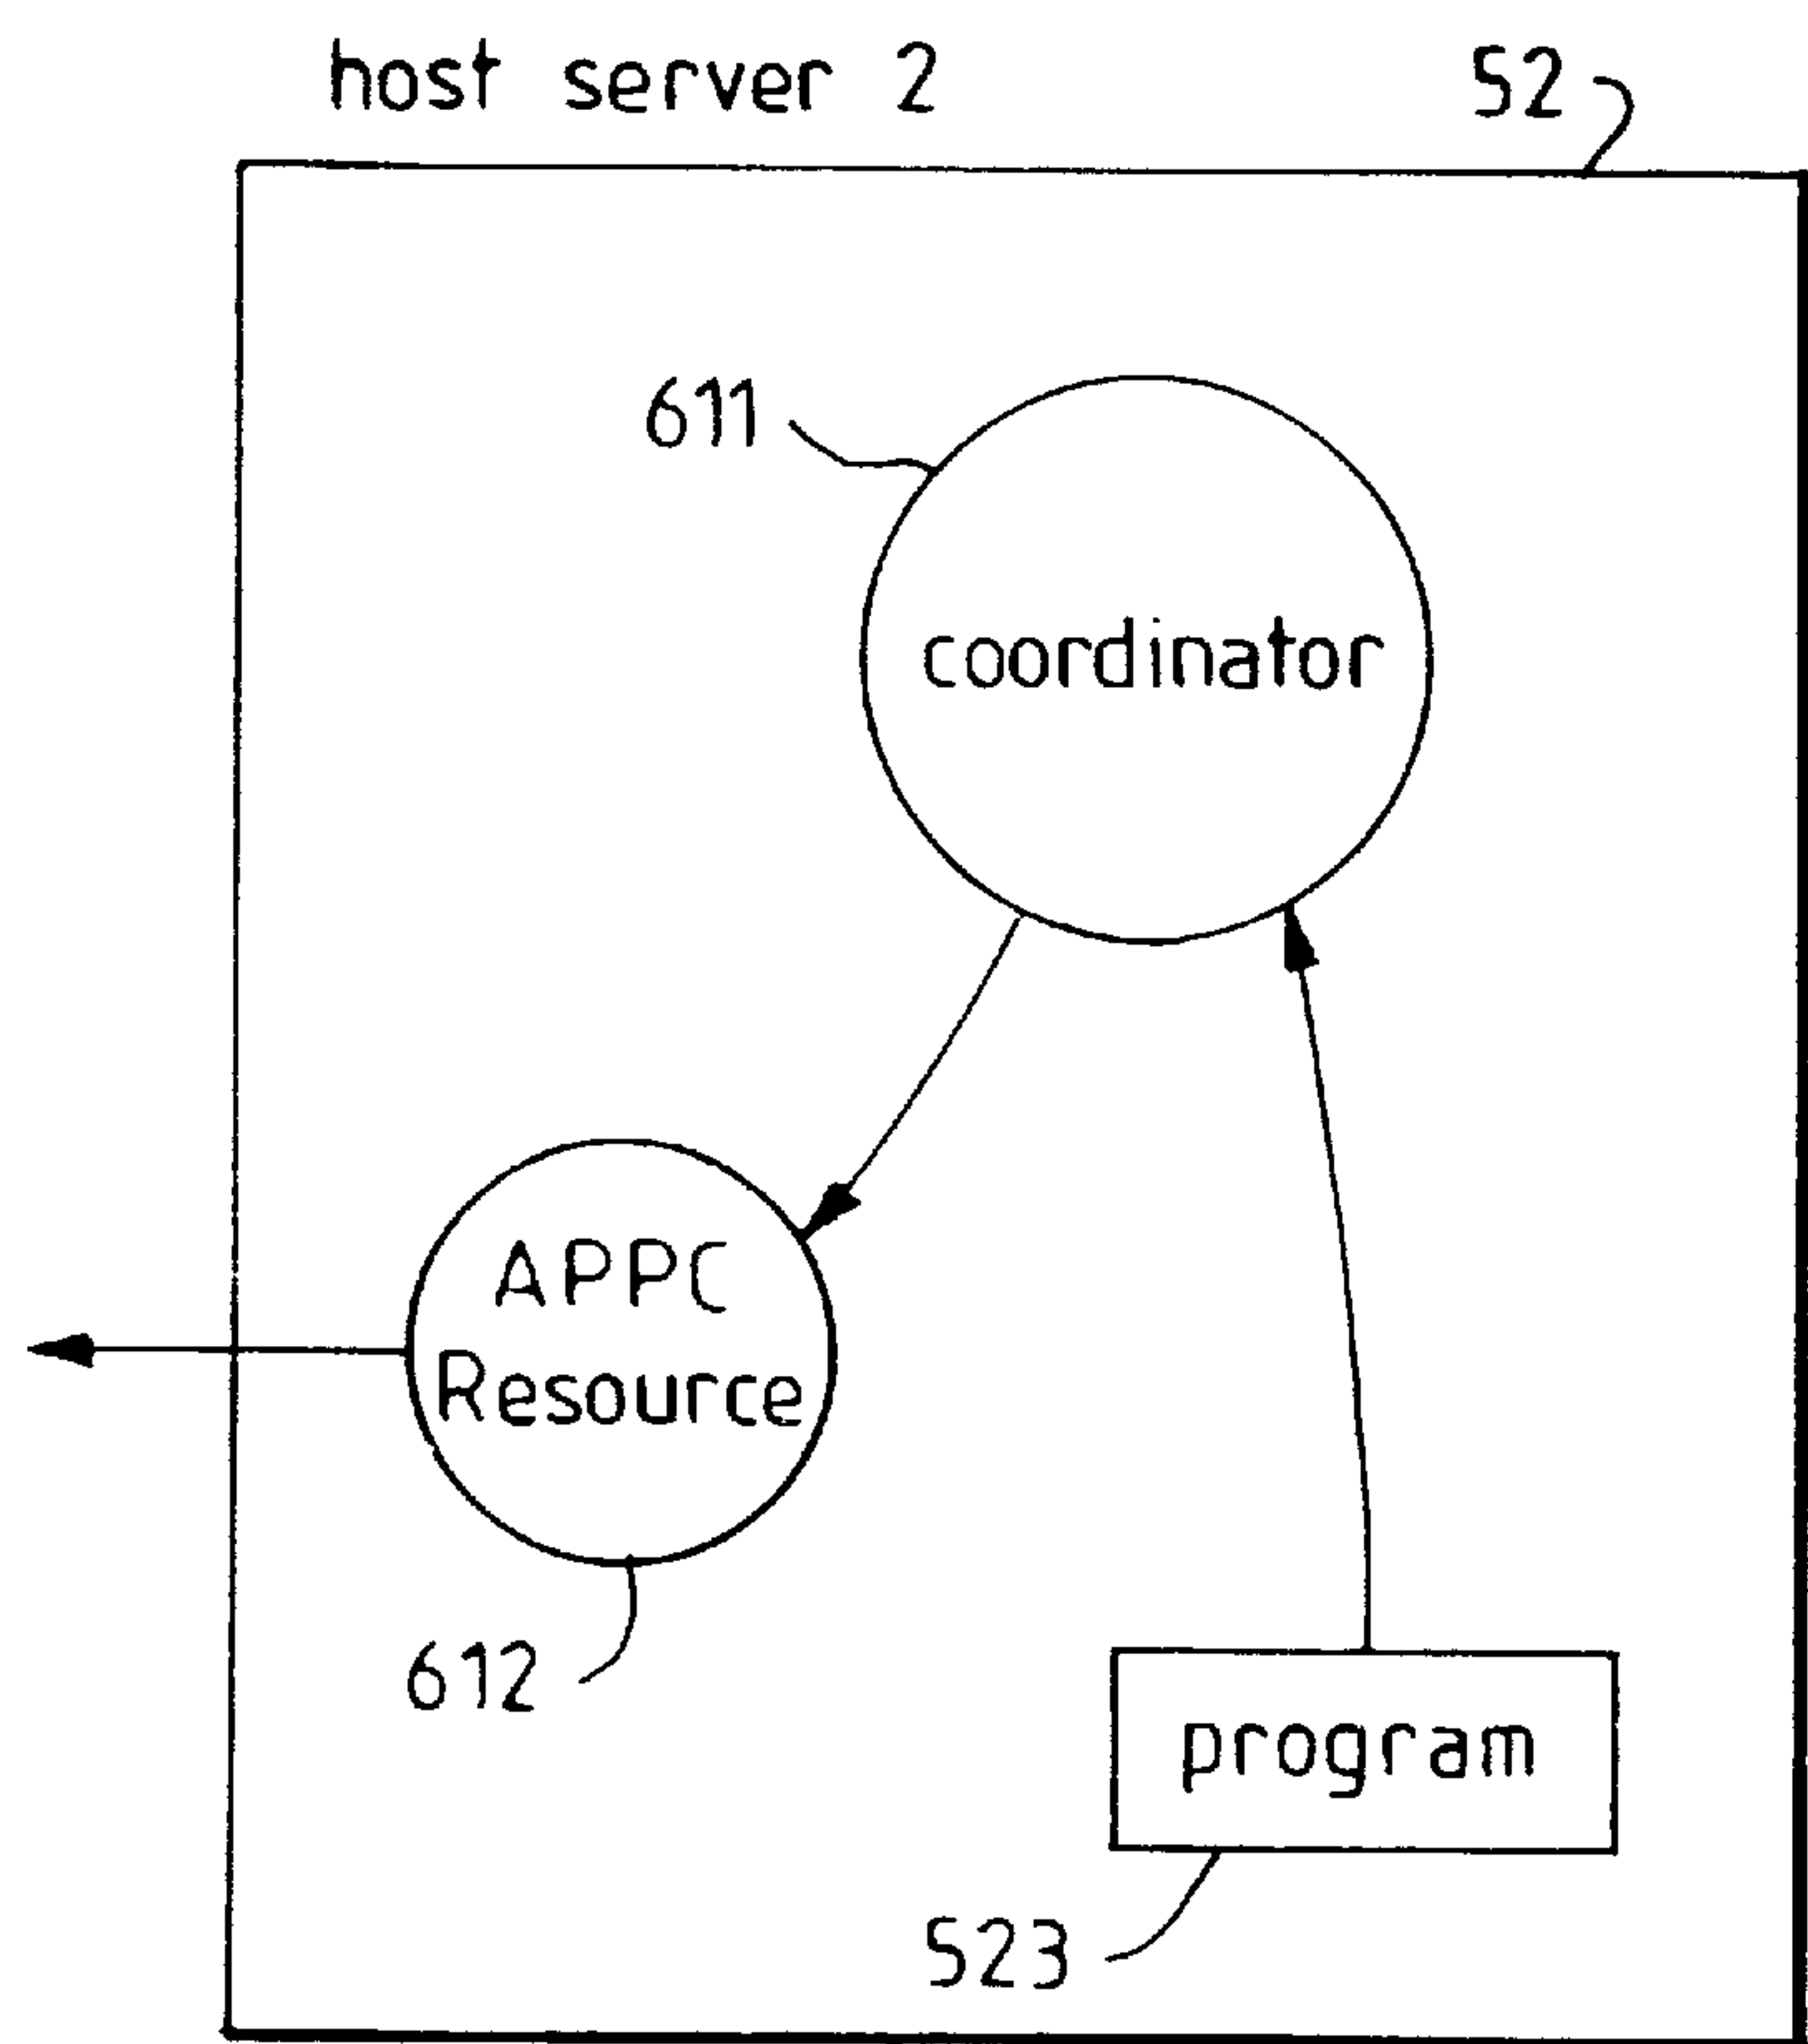 host server 2
52
611
coordinator
APPC
Resource
612
program
523